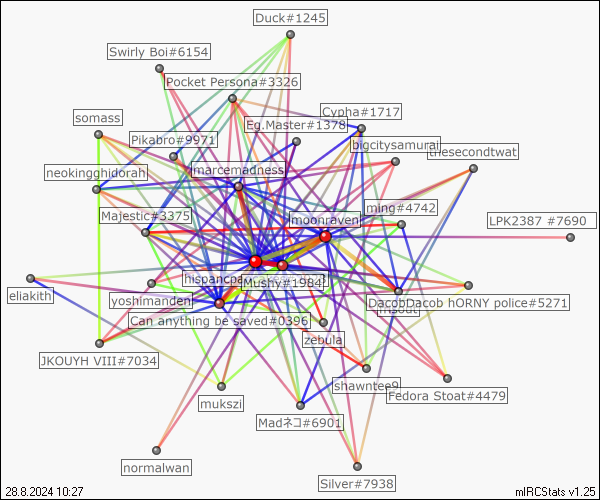 Duck#1245
Swirly Boi#6154
Pocket Persona#3326
Cypha#1717
somass
Eg.Master#1378
Pikabro#9971
bigcitysamurai
thesecondtwat
neokingghidorah
marcemadness
Majestic#3375
moonraven
ming#4742
LPK2387 #7690
hispancpa
Mushy#1984
eliakith
yoshimanden
DacobDacob hORNY police#5271
Can anything be saved#0396
zebula
JKOUYH VIII#7034
shawntee9
Fedora Stoat#4479
mukszi
Madネコ#6901
normalwan
Silver#7938
28.8.2024 10:27
mIRCStats v1.25